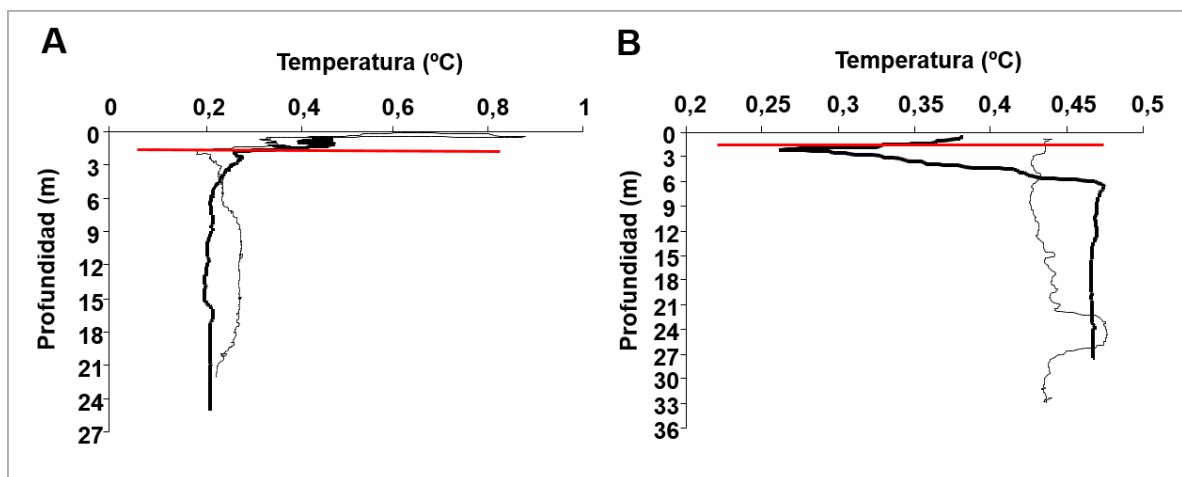 A
Temperatura (ºC)
0 0,2 0,4 0,6 0,8 1
Profundidad (m)
0
3
6
9
12
15
18
21
24
27
B
Temperatura (ºC)
0,2 0,25 0,3 0,35 0,4 0,45 0,5
Profundidad (m)
0
3
6
9
12
15
18
21
24
27
30
33
36